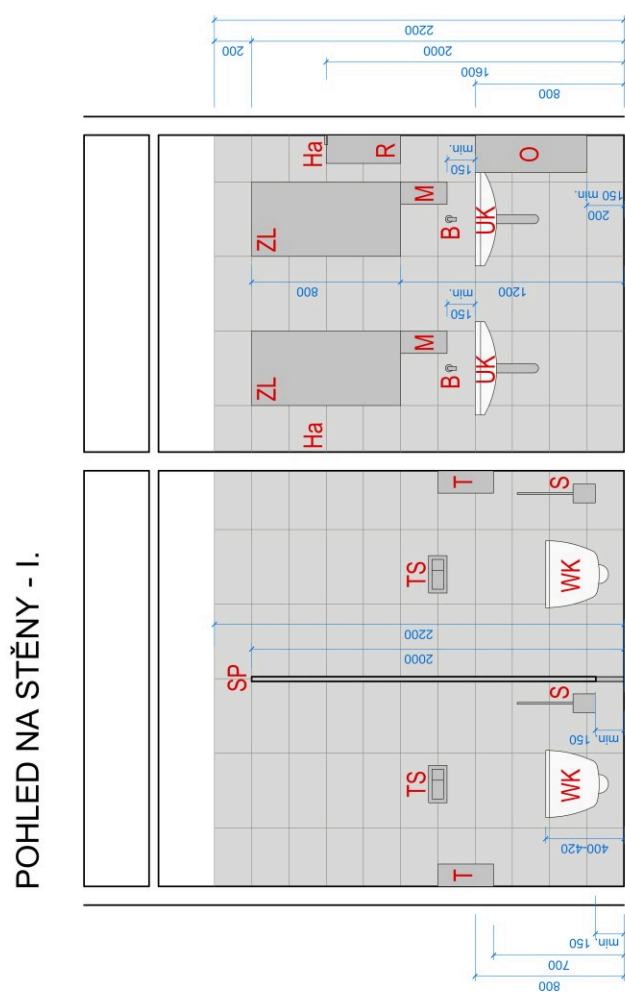 POHLED NA STĚNY - I.
2200
200
2000
1600
800
Ha
R
O
ZL
M
min.
150
B
UK
150 min.
200
800
1200
Ha
ZL
M
min.
150
B
UK
T
S
TS
WK
2200
2000
SP
S
min. 150
TS
WK
400-420
T
min. 150
700
800